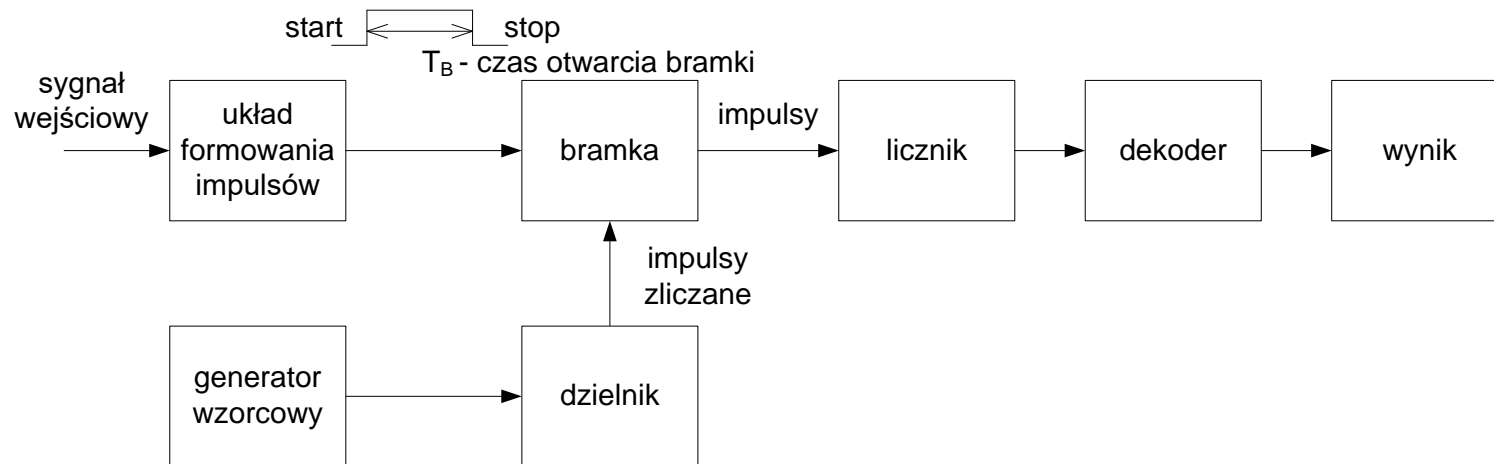 start
stop
T_B - czas otwarcia bramki
sygnał
wejściowy
układ
formowania
impulsów
bramka
impulsy
licznik
dekoder
wynik
impulsy
zliczane
generator
wzorcowy
dzielnik